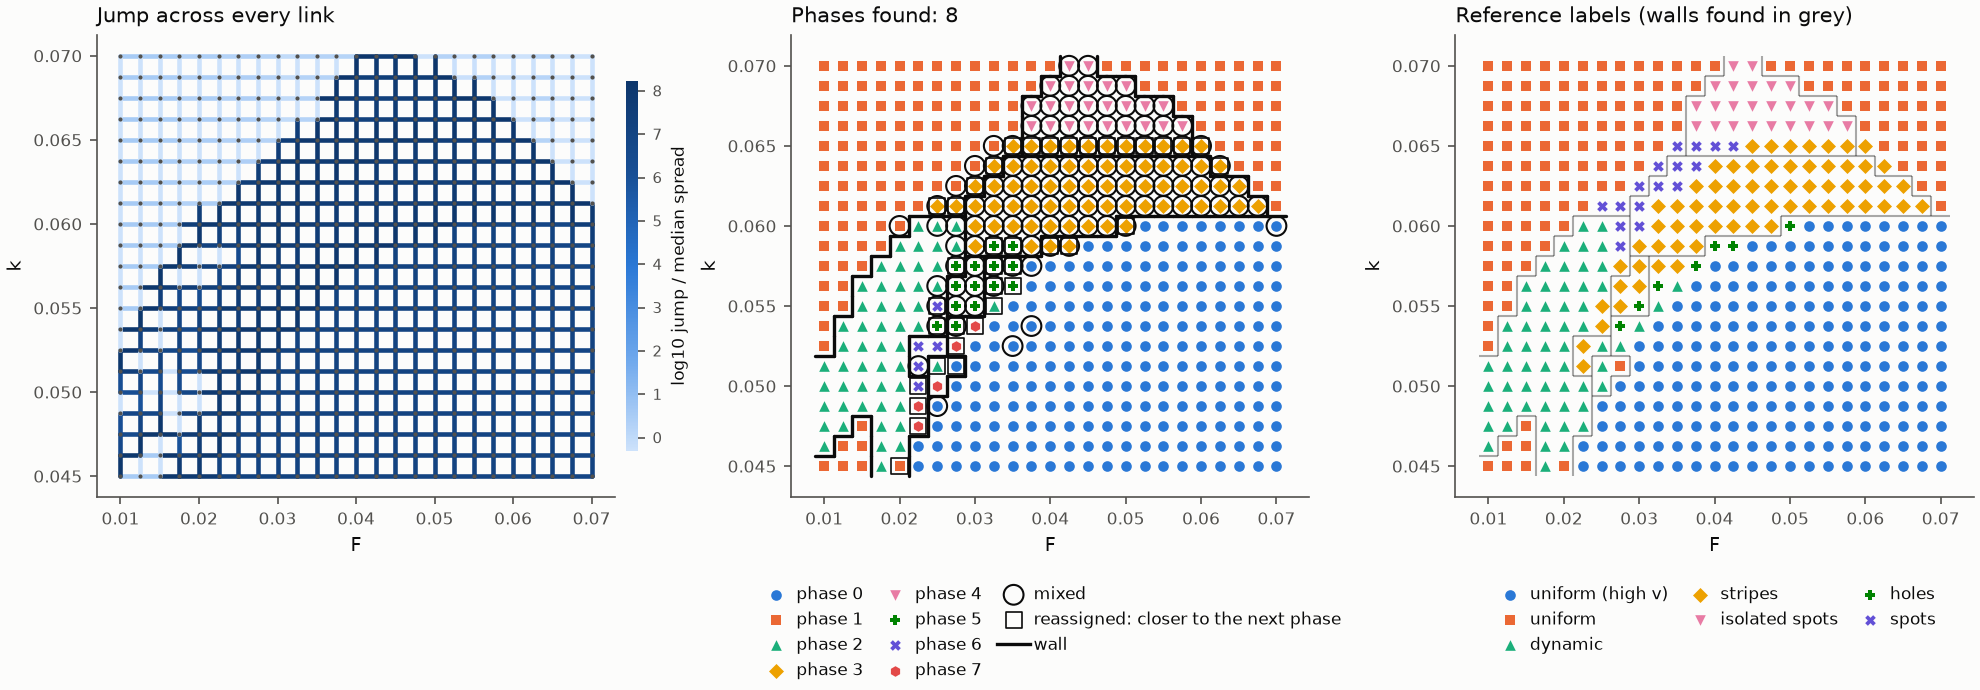 Jump across every link
0.070
0.065
0.060
0.055
0.050
0.045
k
0.01
0.02
0.03
0.04
0.05
0.06
0.07
F
8
7
6
5
4
3
2
1
0
log10 jump / median spread
Phases found: 8
0.070
0.065
0.060
0.055
0.050
0.045
k
0.01
0.02
0.03
0.04
0.05
0.06
0.07
F
phase 0
phase 1
phase 2
phase 3
phase 4
phase 5
phase 6
phase 7
mixed
reassigned: closer to the next phase
wall
Reference labels (walls found in grey)
0.070
0.065
0.060
0.055
0.050
0.045
k
0.01
0.02
0.03
0.04
0.05
0.06
0.07
F
uniform (high v)
uniform
dynamic
stripes
isolated spots
holes
spots